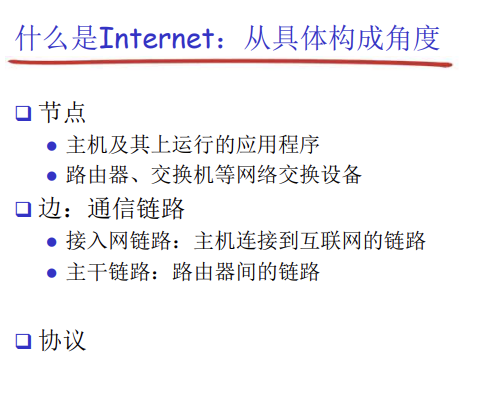 什么是Internet：从具体构成角度
节点
主机及其上运行的应用程序
路由器、交换机等网络交换设备
边：通信链路
接入网链路：主机连接到互联网的链路
主干链路：路由器间的链路
协议